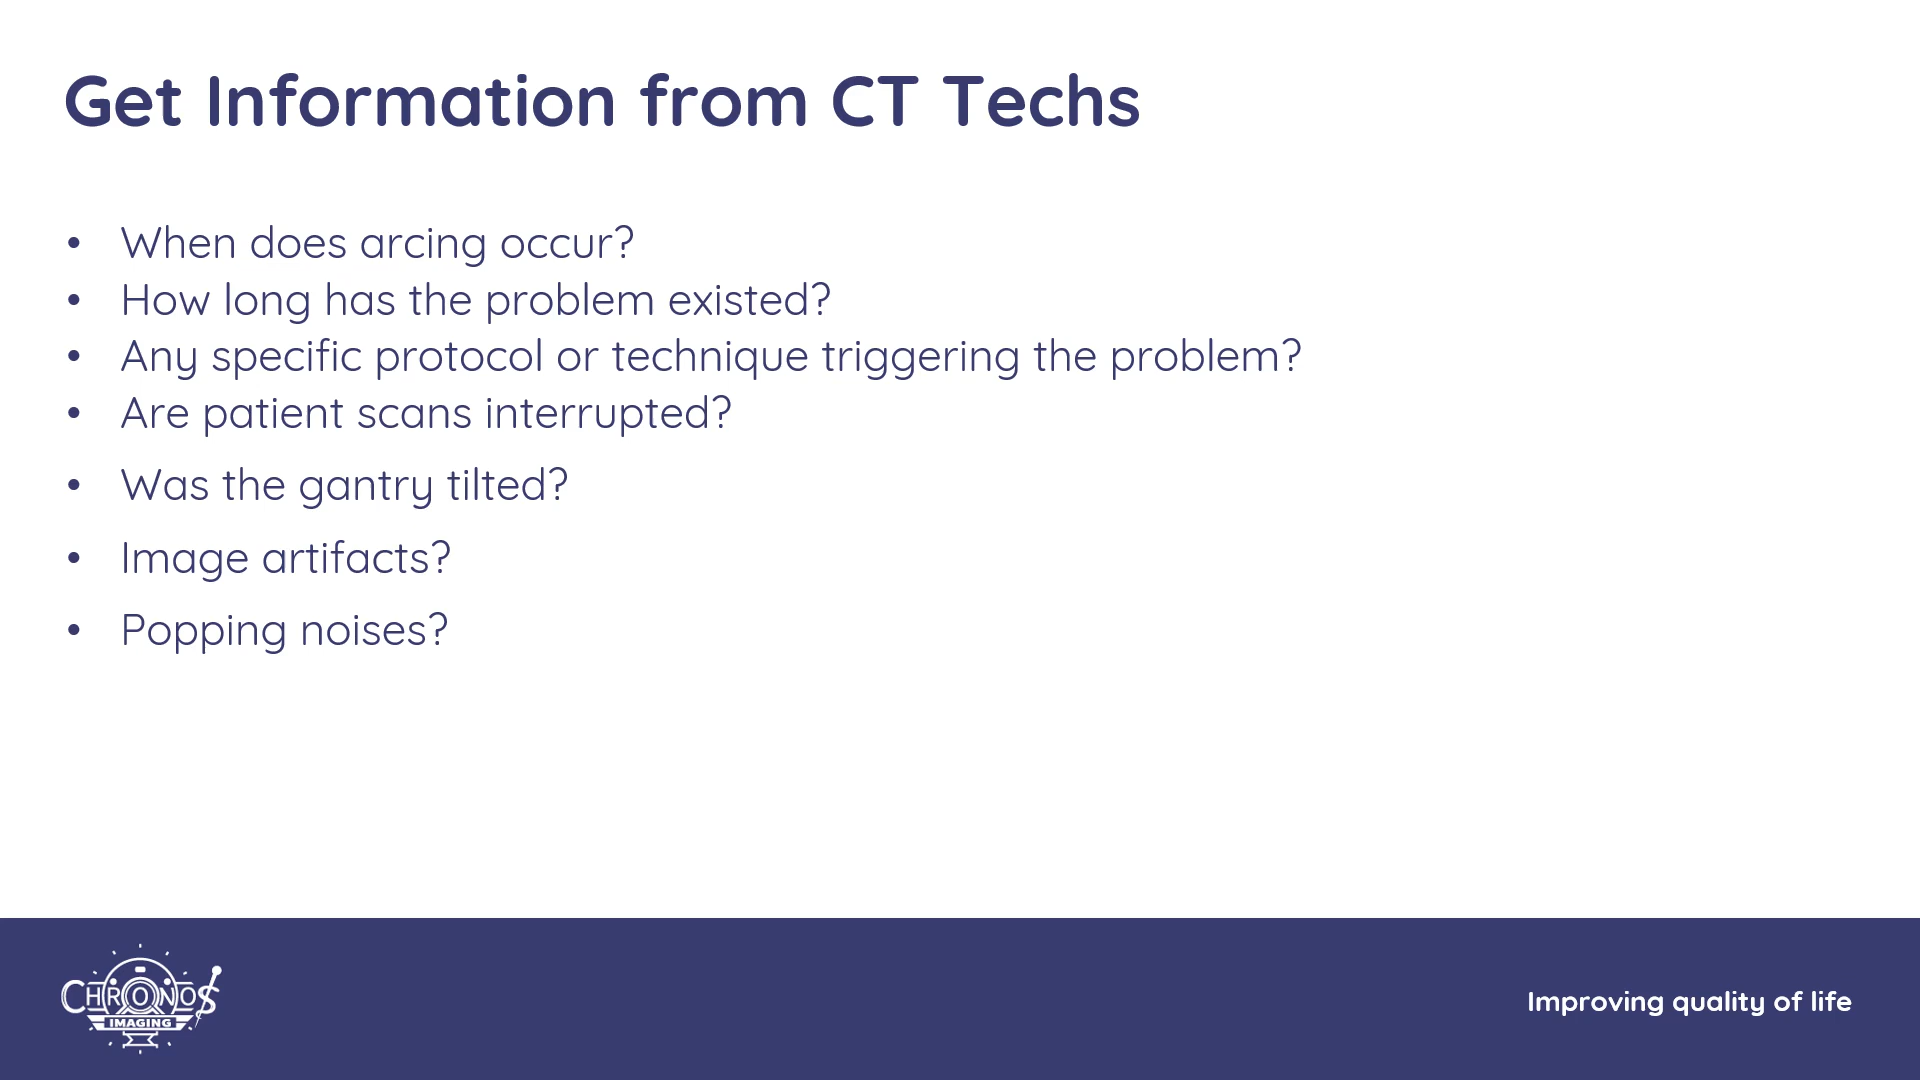 Get Information from CT Techs
• When does arcing occur?
• How long has the problem existed?
• Any specific protocol or technique triggering the problem?
• Are patient scans interrupted?
• Was the gantry tilted?
• Image artifacts?
• Popping noises?
CHRONOS
IMAGING
Improving quality of life